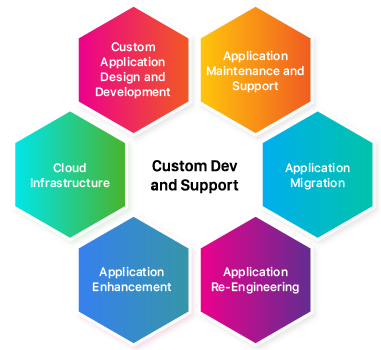 Custom
Application
Design and
Development
Application
Maintenance and
Support
Cloud
Infrastructure
Custom Dev
and Support
Application
Migration
Application
Enhancement
Application
Re-Engineering